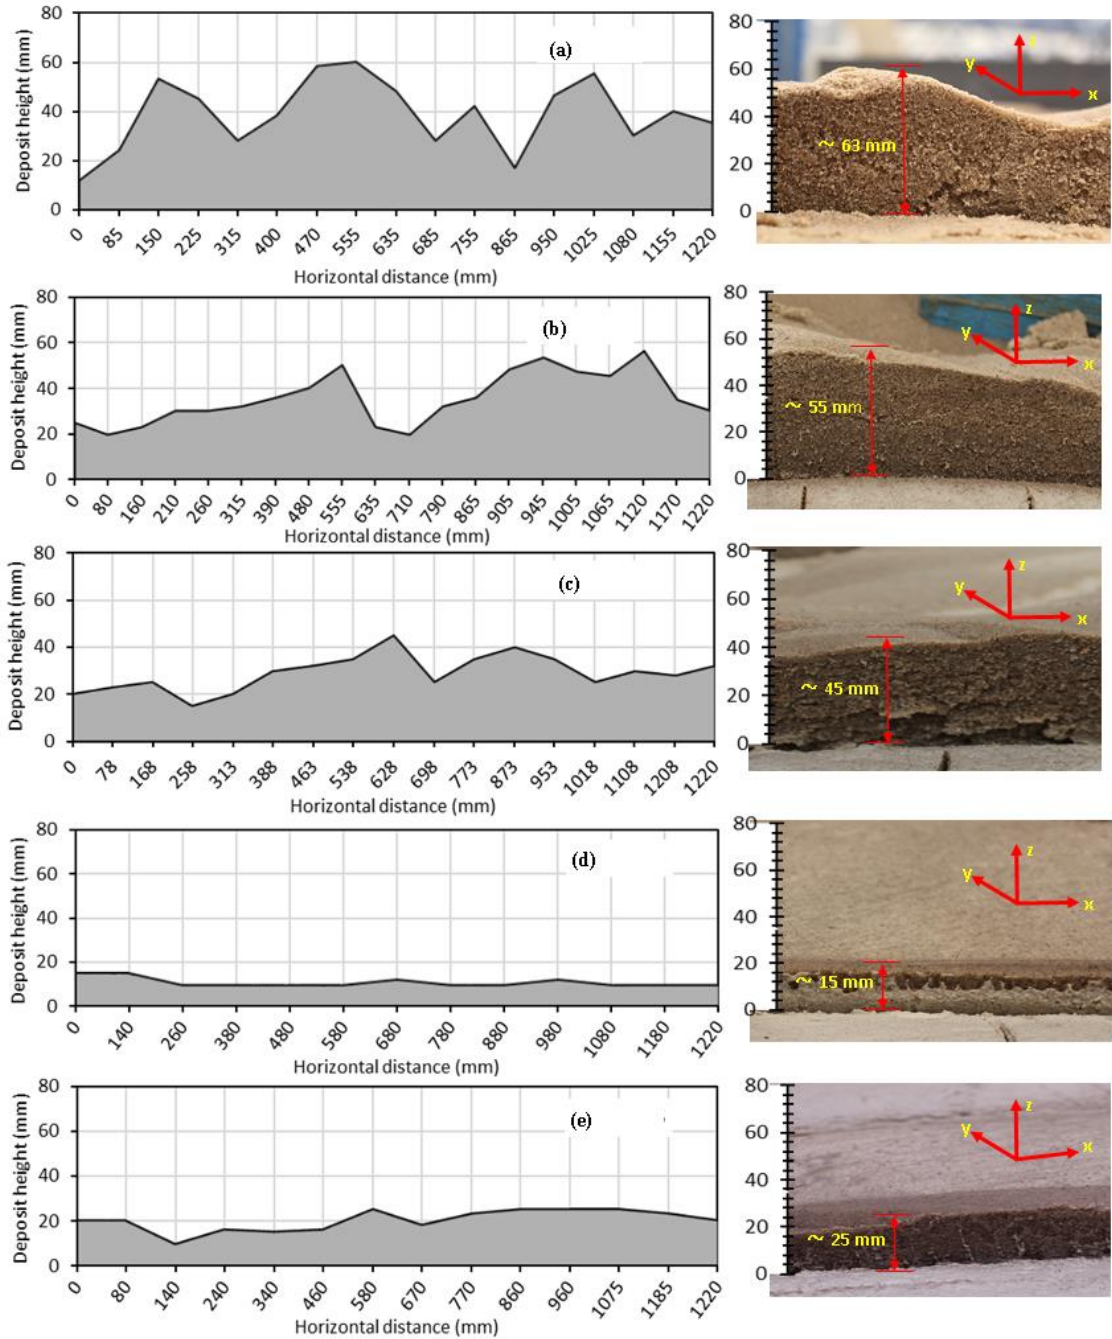 Deposit height (mm)
80
60
40
20
0
(a)
0 85 150 225 315 400 470 555 635 685 755 865 950 1025 1080 1155 1220
Horizontal distance (mm)
80
60
40
20
0
~ 63 mm
z
y
x
Deposit height (mm)
80
60
40
20
0
(b)
0 80 160 210 260 315 390 480 555 635 710 790 865 905 945 1005 1065 1120 1170 1220
Horizontal distance (mm)
80
60
40
20
0
~ 55 mm
z
y
x
Deposit height (mm)
80
60
40
20
0
(c)
0 78 168 258 313 388 463 538 628 698 773 873 953 1018 1108 1208 1220
Horizontal distance (mm)
80
60
40
20
0
~ 45 mm
z
y
x
Deposit height (mm)
80
60
40
20
0
(d)
0 140 260 380 480 580 680 780 880 980 1080 1180 1220
Horizontal distance (mm)
80
60
40
20
0
~ 15 mm
z
y
x
Deposit height (mm)
80
60
40
20
0
(e)
0 80 140 240 340 460 580 670 770 860 960 1075 1185 1220
Horizontal distance (mm)
80
60
40
20
0
~ 25 mm
z
y
x